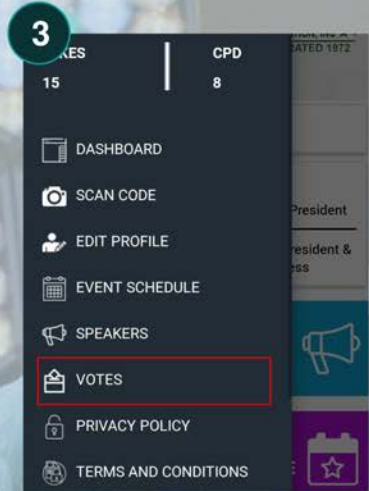 3
KES
CPD
15
8
DASHBOARD
SCAN CODE
EDIT PROFILE
EVENT SCHEDULE
SPEAKERS
VOTES
PRIVACY POLICY
TERMS AND CONDITIONS
ATED 1972
President
resident &
ess